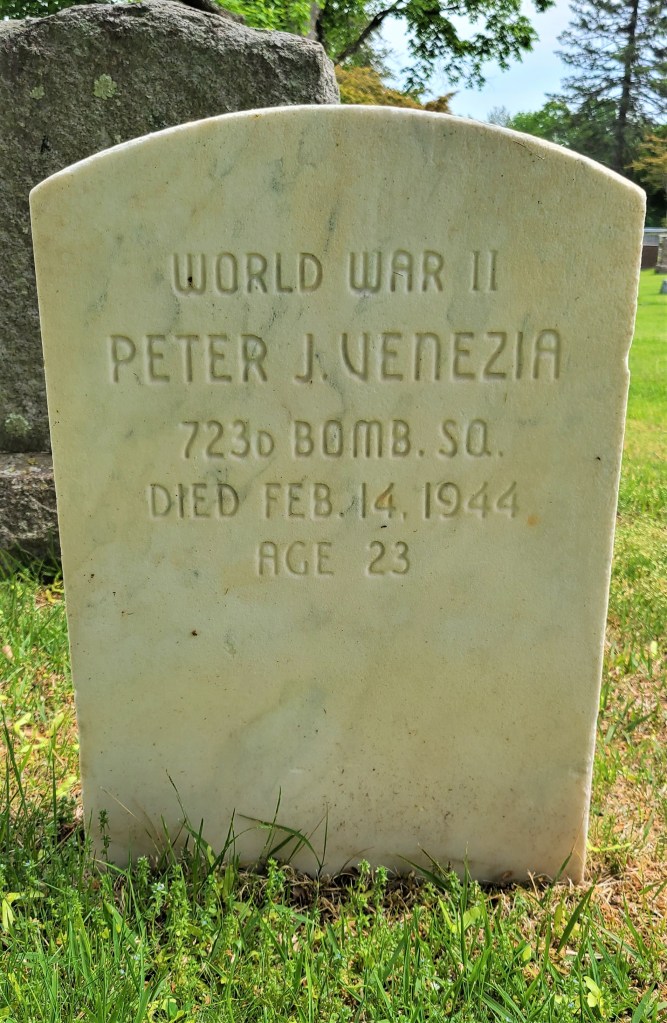 WORLD WAR II
PETER J. VENEZIA
723D BOMB. SQ.
DIED FEB. 14, 1944
AGE 23